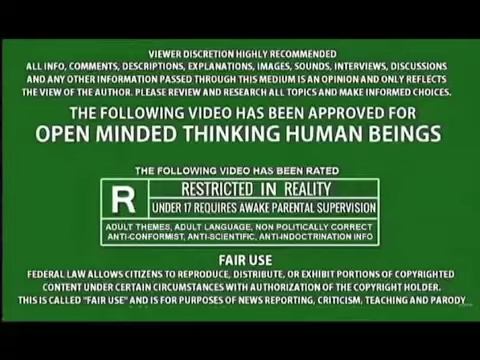 VIEWER DISCRETION HIGHLY RECOMMENDED
ALL INFO, COMMENTS, DESCRIPTIONS, EXPLANATIONS, IMAGES, SOUNDS, INTERVIEWS, DISCUSSIONS
AND ANY OTHER INFORMATION PASSED THROUGH THIS MEDIUM IS AN OPINION AND ONLY REFLECTS
THE VIEW OF THE AUTHOR. PLEASE REVIEW AND RESEARCH ALL TOPICS AND MAKE INFORMED CHOICES.
THE FOLLOWING VIDEO HAS BEEN APPROVED FOR
OPEN MINDED THINKING HUMAN BEINGS
THE FOLLOWING VIDEO HAS BEEN RATED
R RESTRICTED IN REALITY
UNDER 17 REQUIRES AWAKE PARENTAL SUPERVISION
ADULT THEMES, ADULT LANGUAGE, NON POLITICALLY CORRECT
ANTI-CONFORMIST, ANTI-SCIENTIFIC, ANTI-INDOCTRINATION INFO
FAIR USE
FEDERAL LAW ALLOWS CITIZENS TO REPRODUCE, DISTRIBUTE, OR EXHIBIT PORTIONS OF COPYRIGHTED
CONTENT UNDER CERTAIN CIRCUMSTANCES WITH AUTHORIZATION OF THE COPYRIGHT HOLDER.
THIS IS CALLED "FAIR USE" AND IS FOR PURPOSES OF NEWS REPORTING, CRITICISM, TEACHING AND PARODY